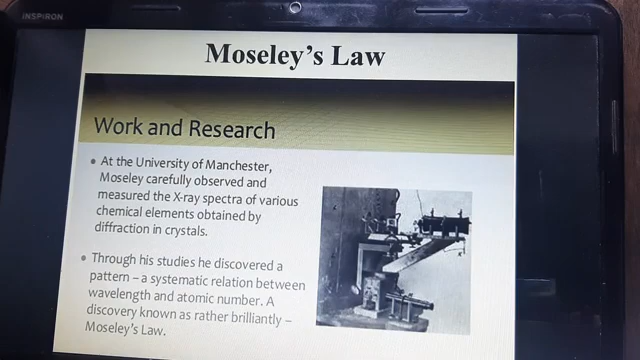 INSPIRON
Moseley's Law
Work and Research
• At the University of Manchester,
Moseley carefully observed and
measured the X-ray spectra of various
chemical elements obtained by
diffraction in crystals.
• Through his studies he discovered a
pattern – a systematic relation between
wavelength and atomic number. A
discovery known as rather brilliantly –
Moseley's Law.